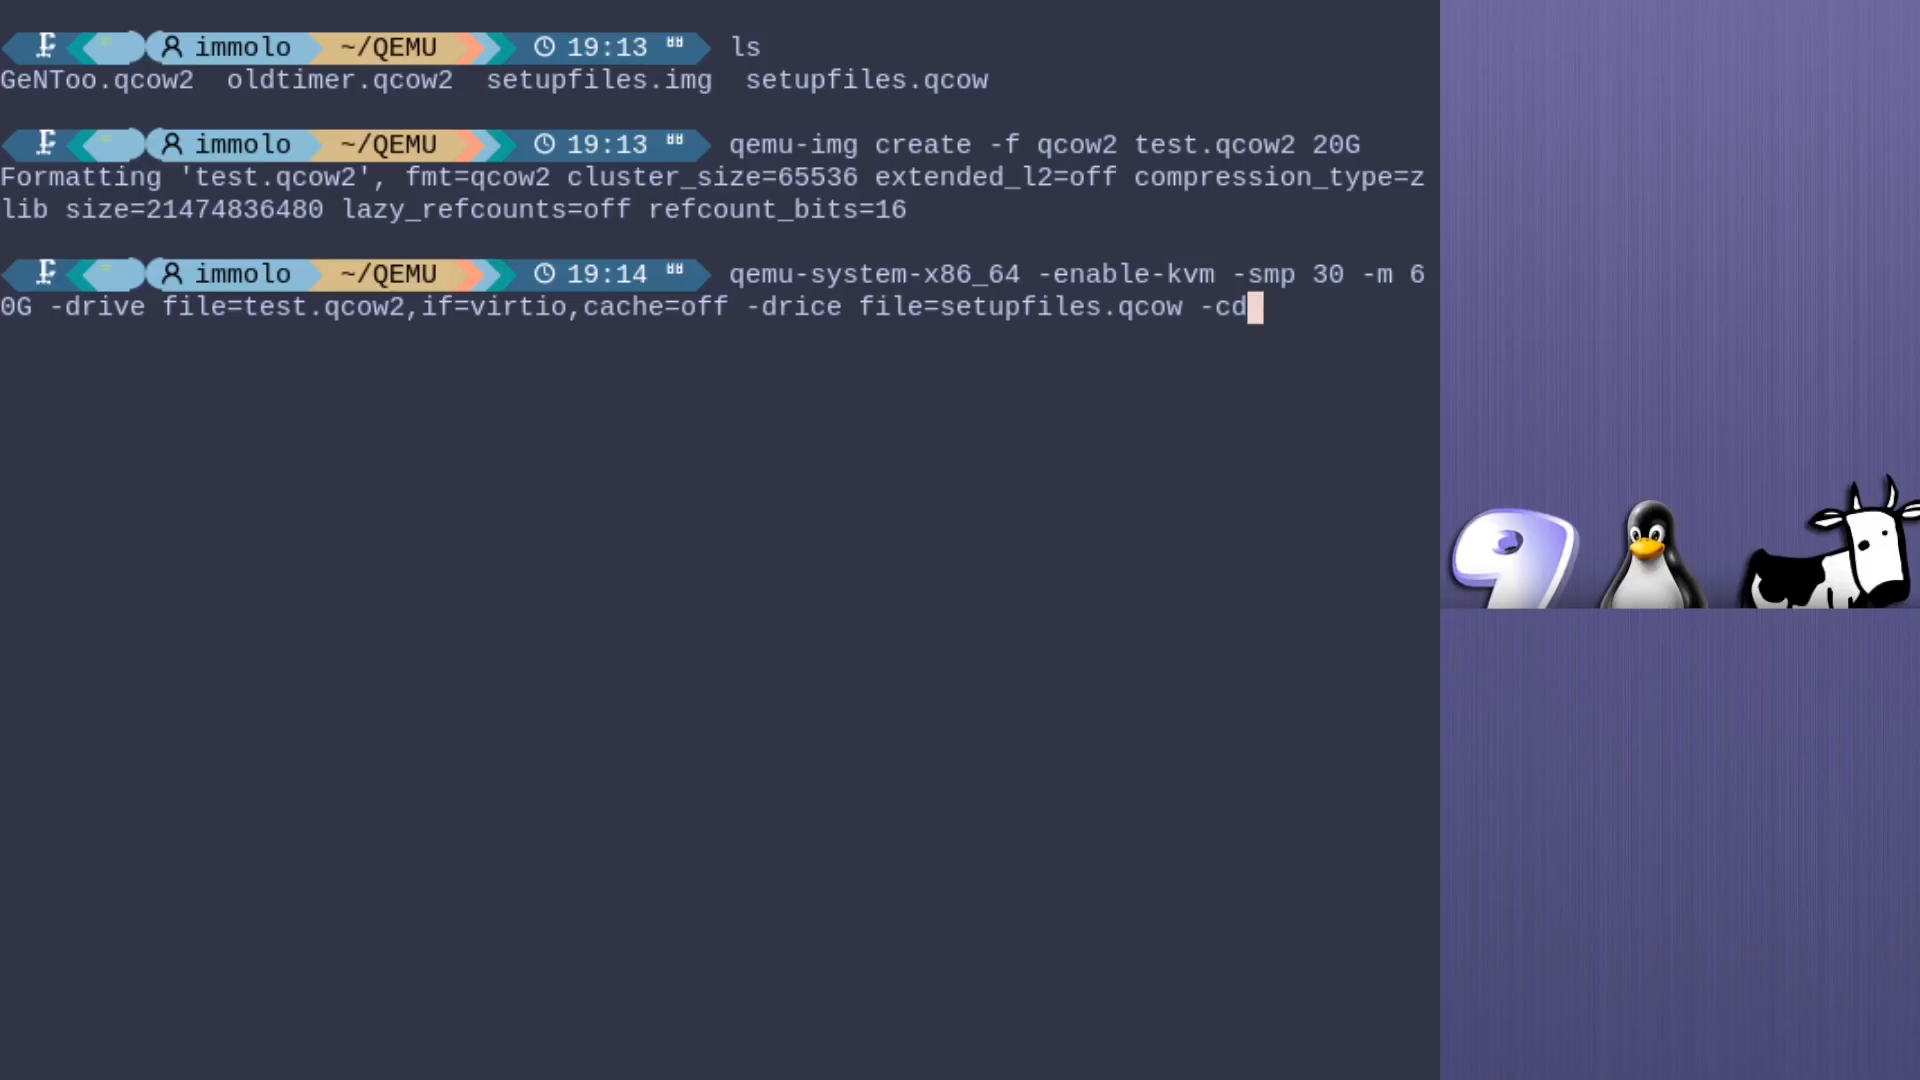 immolo ~/QEMU 19:13 ls
GeNToo.qcow2 oldtimer.qcow2 setupfiles.img setupfiles.qcow
immolo ~/QEMU 19:13 qemu-img create -f qcow2 test.qcow2 20G
Formatting 'test.qcow2', fmt=qcow2 cluster_size=65536 extended_l2=off compression_type=z
lib size=21474836480 lazy_refcounts=off refcount_bits=16
immolo ~/QEMU 19:14 qemu-system-x86_64 -enable-kvm -smp 30 -m 6
0G -drive file=test.qcow2,if=virtio,cache=off -drice file=setupfiles.qcow -cd